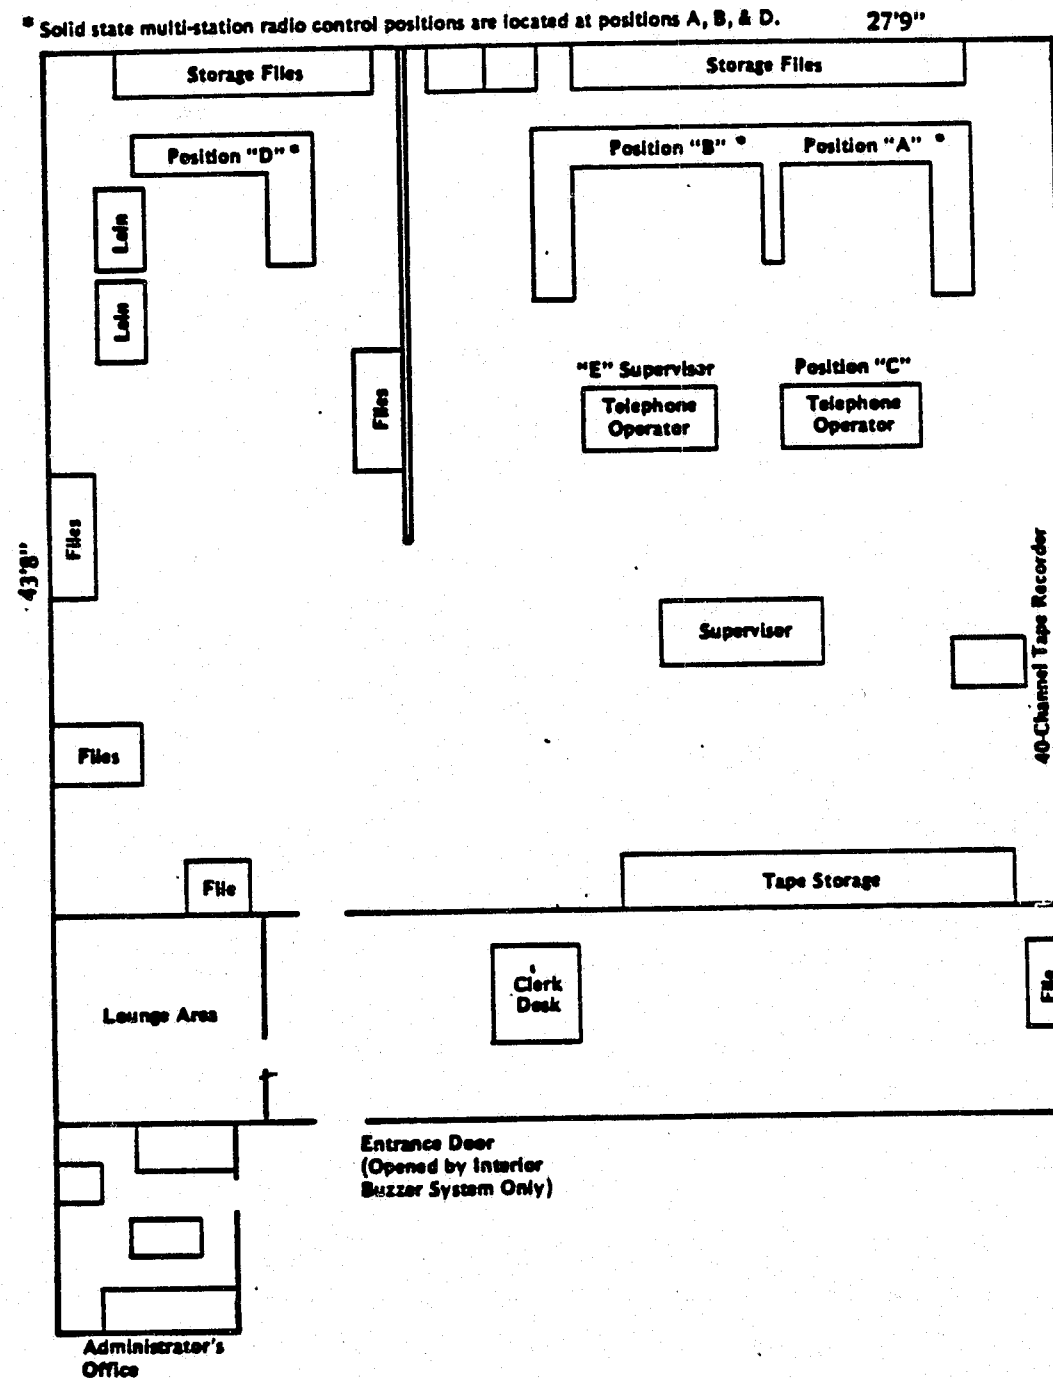 * Solid state multi-station radio control positions are located at positions A, B, & D.
27'9"
Storage Files
Storage Files
Position "D" *
Position "B" *
Position "A" *
Lein
Lein
"E" Supervisor
Position "C"
Files
Telephone
Operator
Telephone
Operator
Files
43'8"
40-Channel Tape Recorder
Supervisor
Files
File
Tape Storage
Clerk
Desk
File
Lounge Area
Entrance Door
(Opened by Interior
Buzzer System Only)
Administrator's
Office